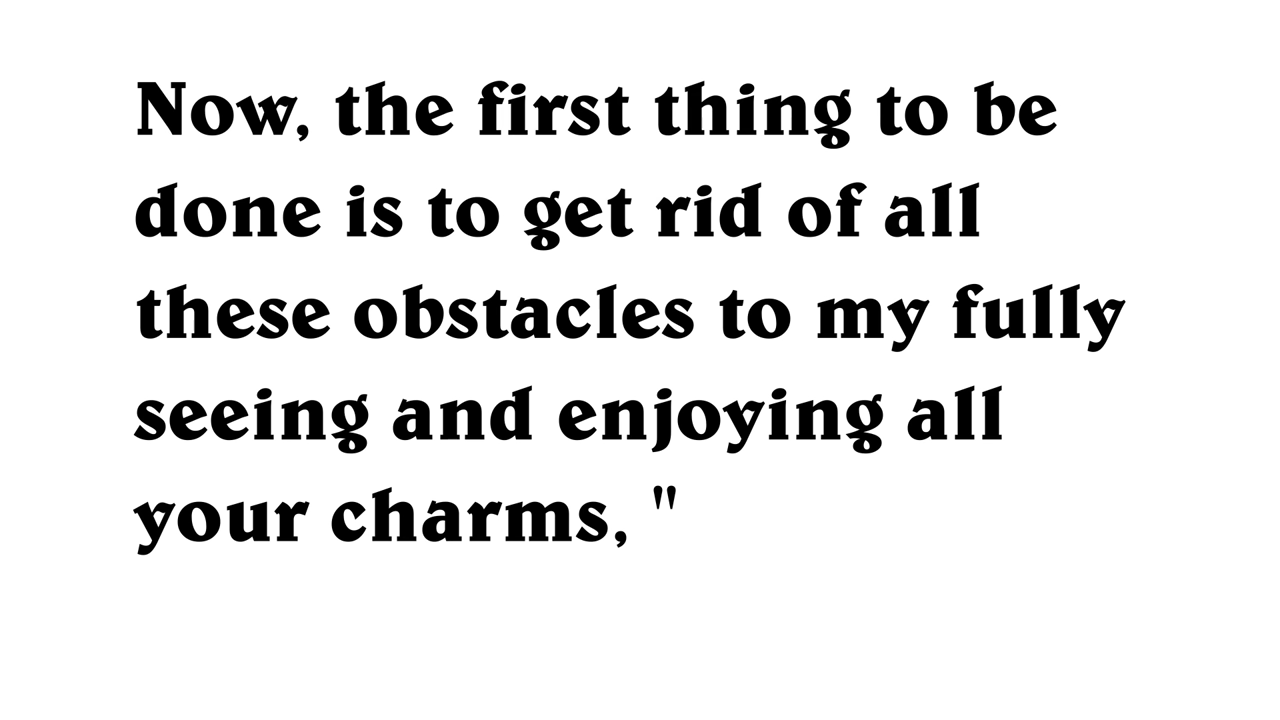 Now, the first thing to be
done is to get rid of all
these obstacles to my fully
seeing and enjoying all
your charms, "